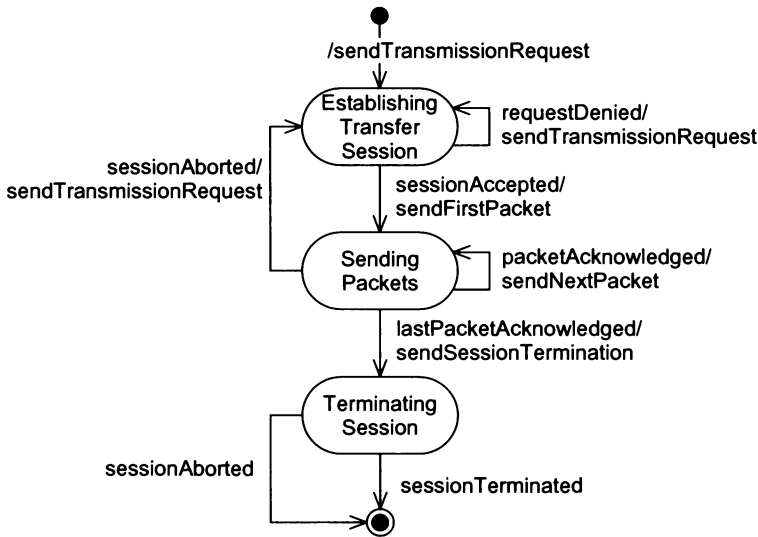 /sendTransmissionRequest
Establishing
Transfer
Session
requestDenied/
sendTransmissionRequest
sessionAborted/
sendTransmissionRequest
sessionAccepted/
sendFirstPacket
Sending
Packets
packetAcknowledged/
sendNextPacket
lastPacketAcknowledged/
sendSessionTermination
Terminating
Session
sessionAborted
sessionTerminated